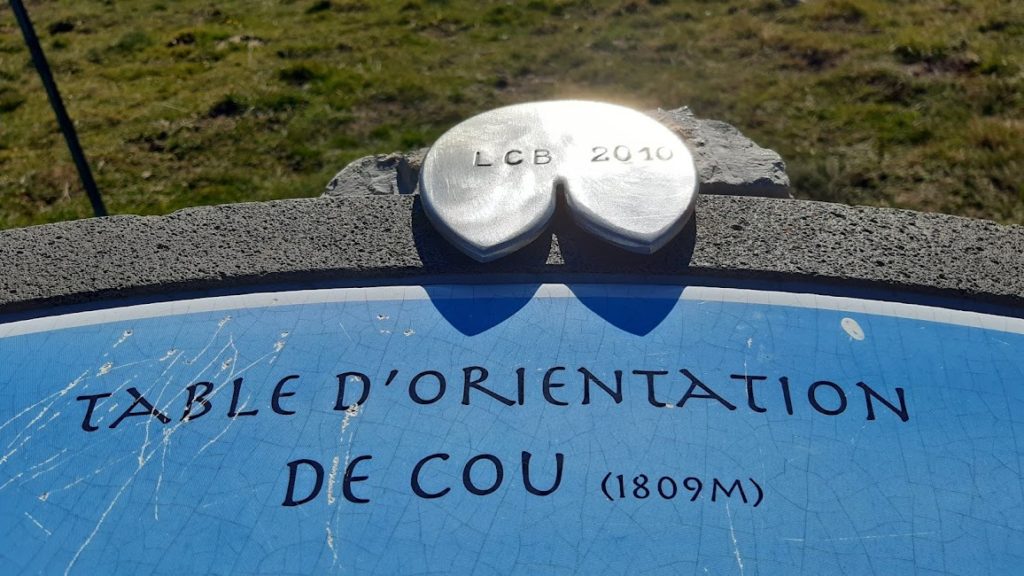 LCB 2010
TABLE D'ORIENTATION
DE COU (1809M)